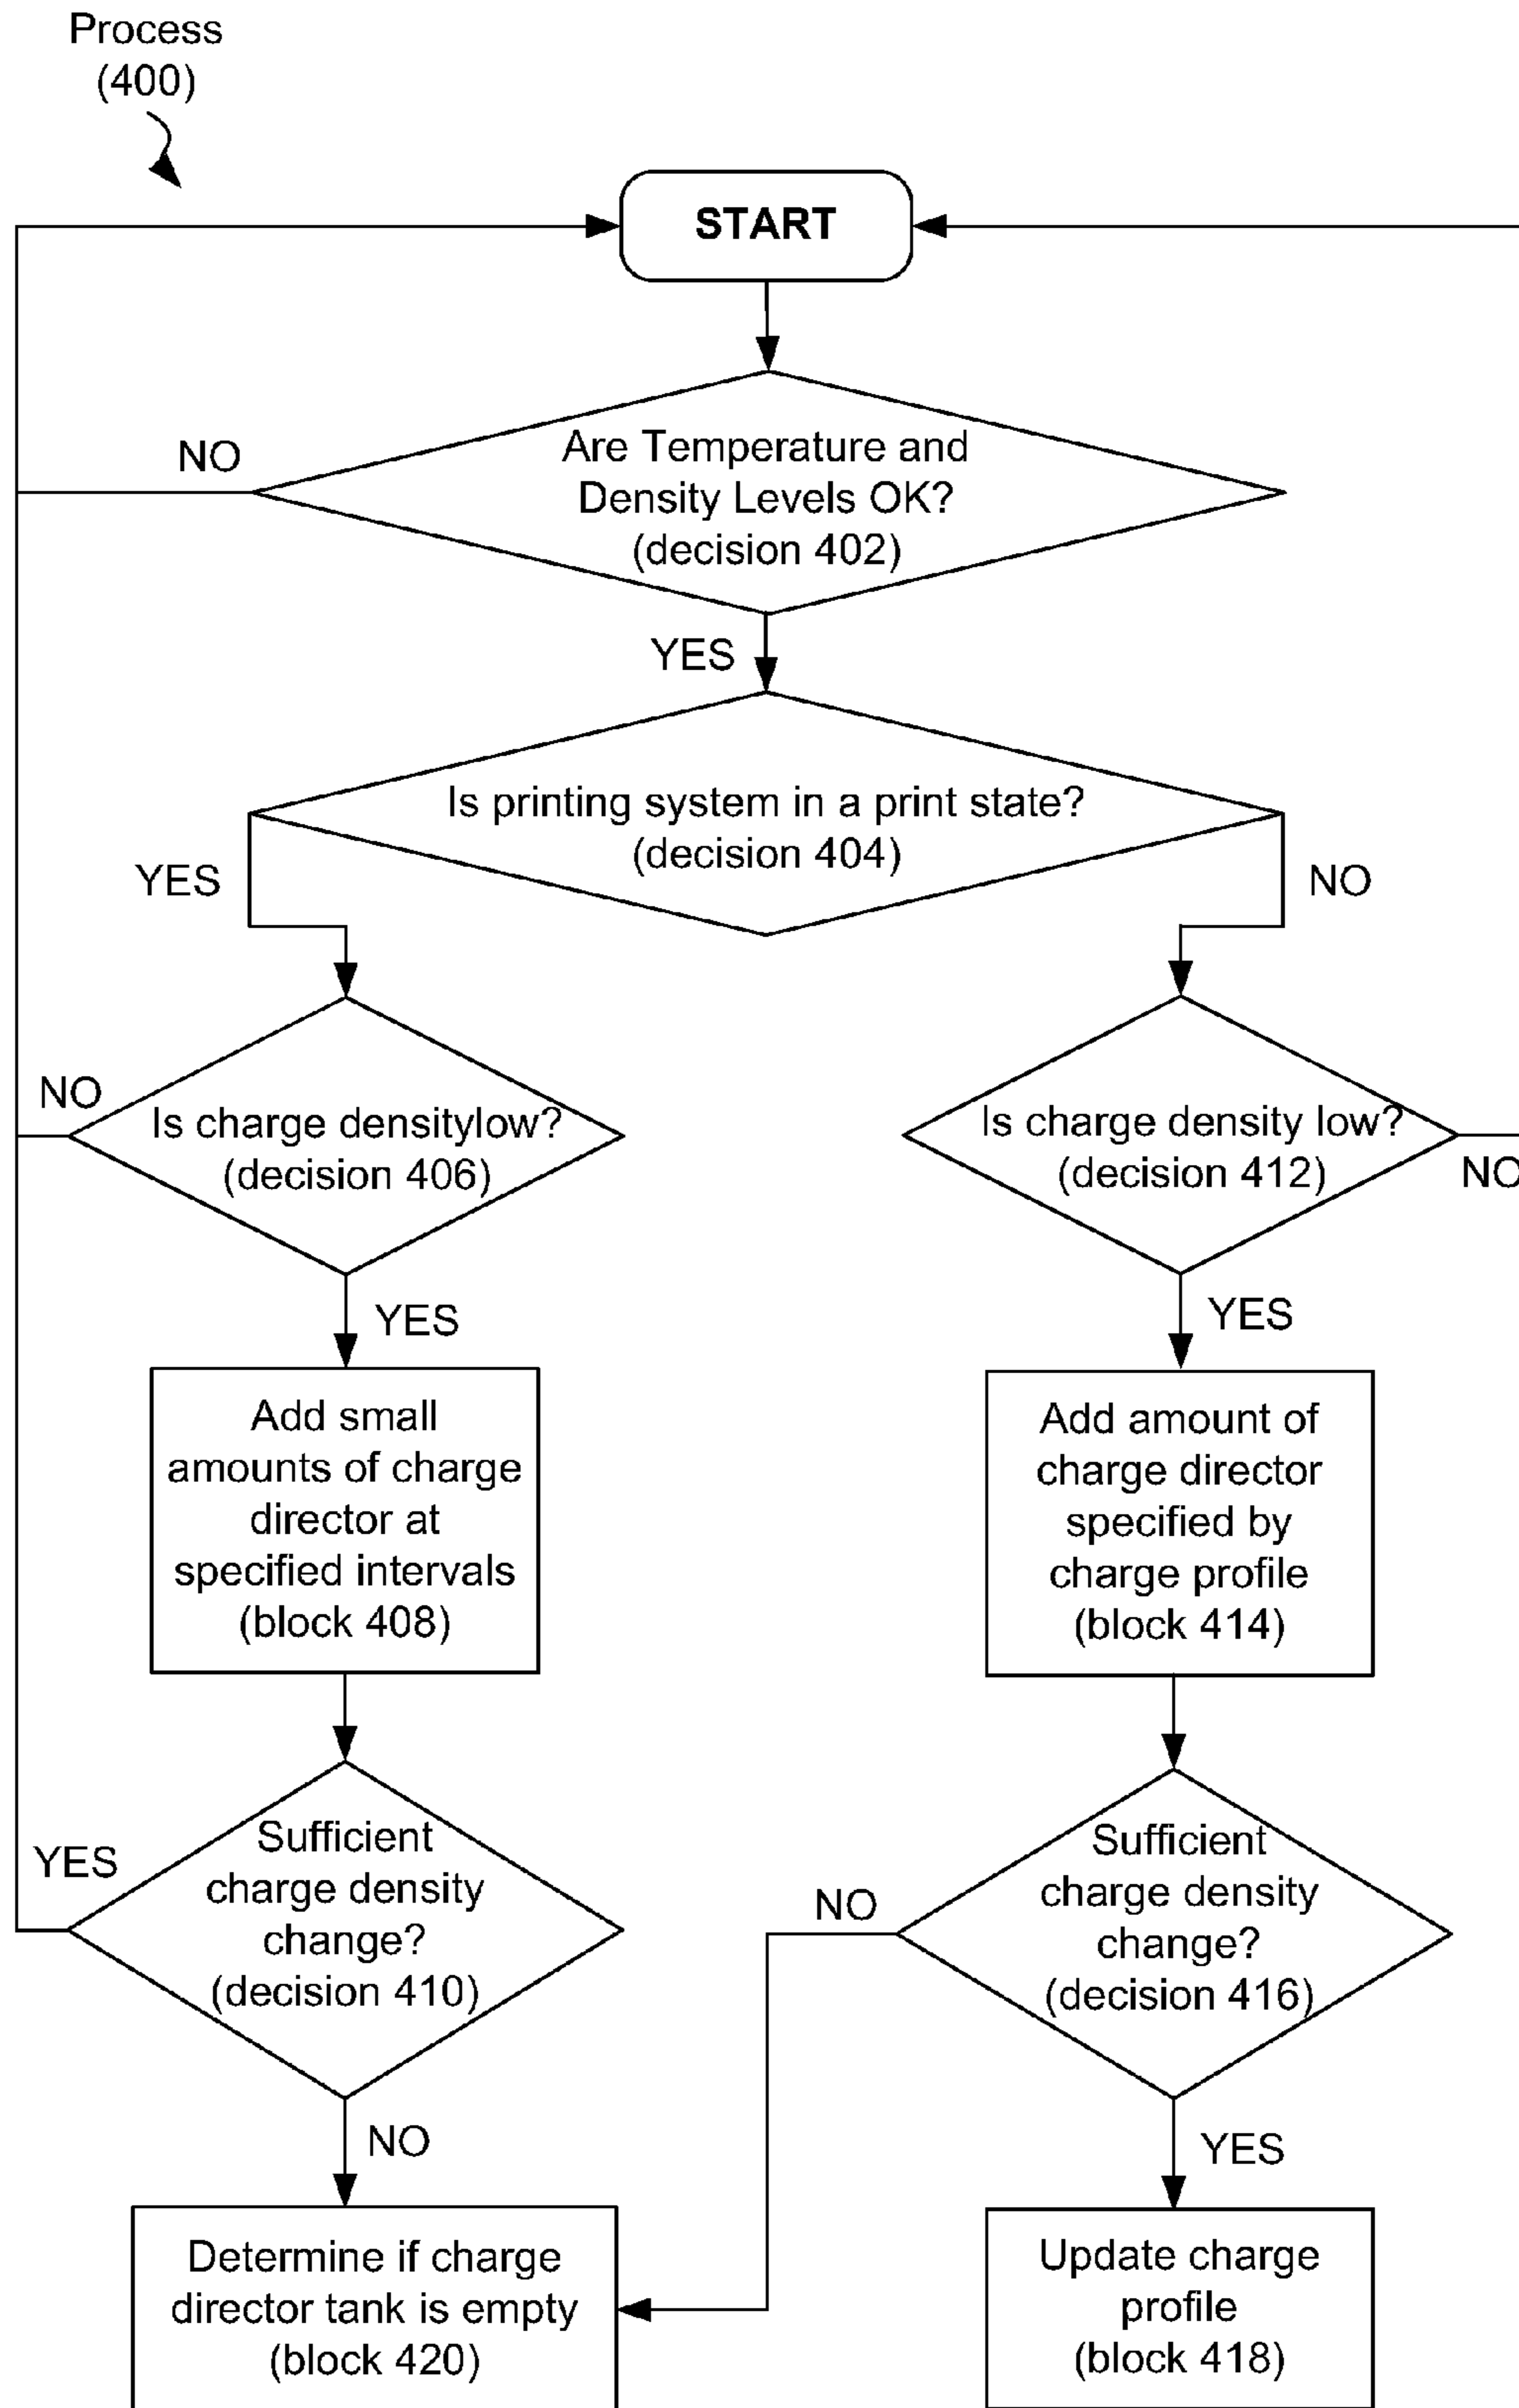 Process
(400)
START
NO
Are Temperature and
Density Levels OK?
(decision 402)
YES
Is printing system in a print state?
(decision 404)
YES
NO
NO
Is charge densitylow?
(decision 406)
Is charge density low?
(decision 412)
NO
YES
YES
Add small
amounts of charge
director at
specified intervals
(block 408)
Add amount of
charge director
specified by
charge profile
(block 414)
YES
Sufficient
charge density
change?
(decision 410)
NO
Sufficient
charge density
change?
(decision 416)
NO
YES
Determine if charge
director tank is empty
(block 420)
Update charge
profile
(block 418)